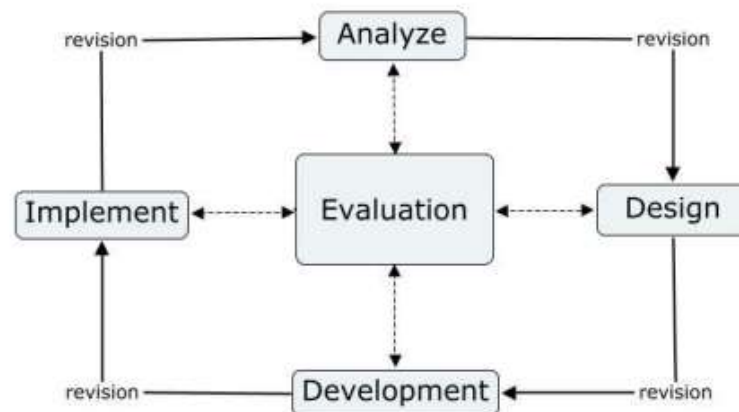 Analyze
revision
revision
Implement
Evaluation
Design
revision
Development
revision